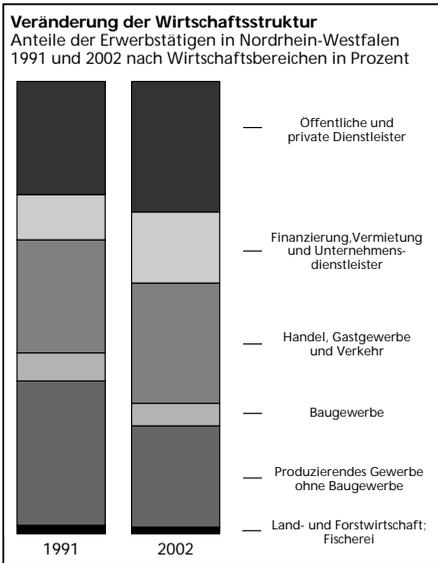 Veränderung der Wirtschaftsstruktur
Anteile der Erwerbstätigen in Nordrhein-Westfalen
1991 und 2002 nach Wirtschaftsbereichen in Prozent
Öffentliche und
private Dienstleister
Finanzierung,Vermietung
und Unternehmens-
dienstleister
Handel, Gastgewerbe
und Verkehr
Baugewerbe
Produzierendes Gewerbe
ohne Baugewerbe
Land- und Forstwirtschaft;
Fischerei
1991
2002